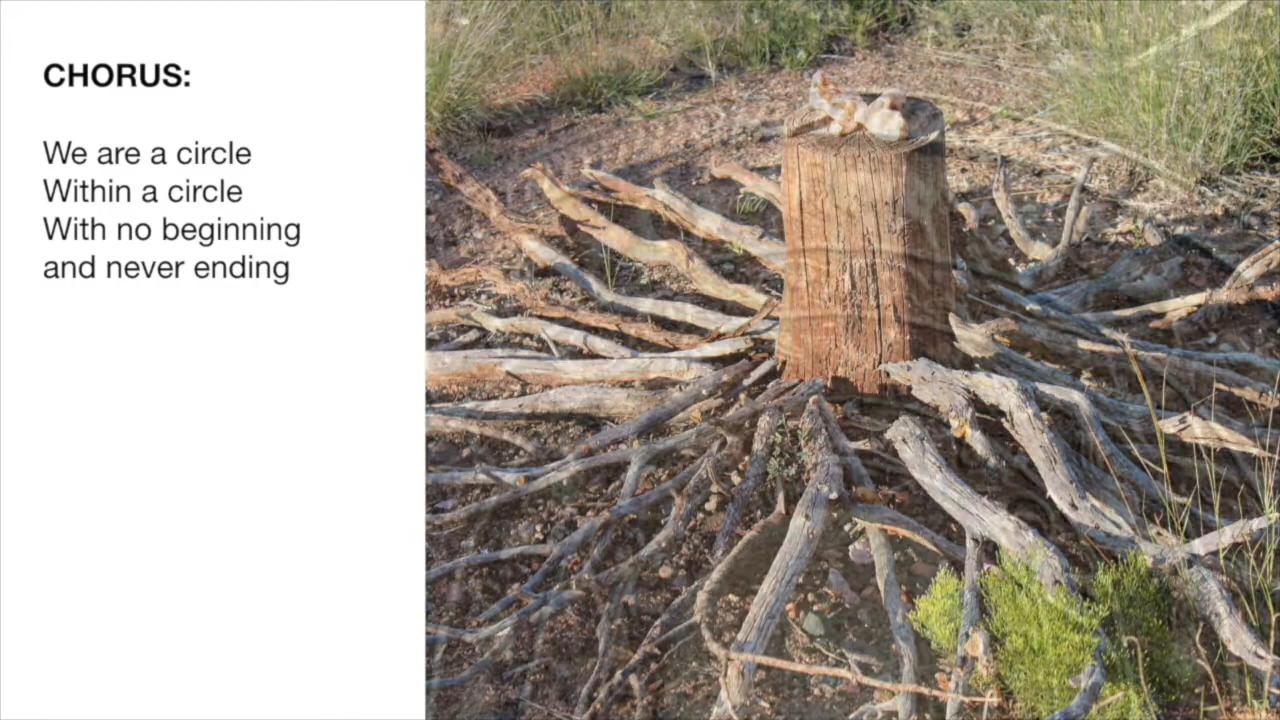 CHORUS:
We are a circle
Within a circle
With no beginning
and never ending